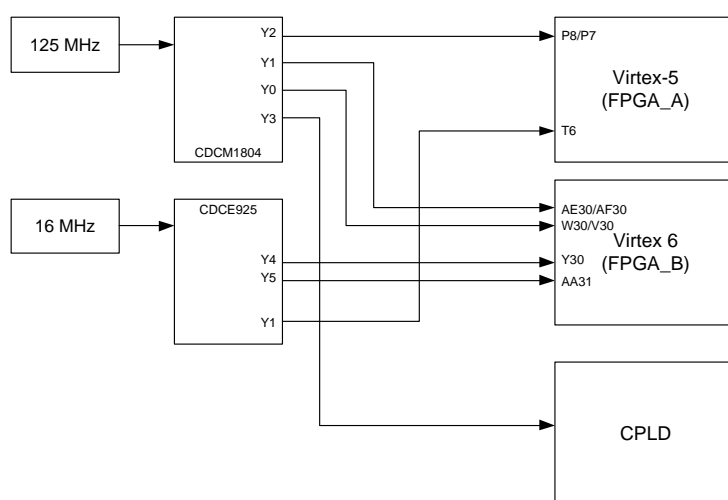 125 MHz
Y2
Y1
Y0
Y3
CDCM1804
P8/P7
Virtex-5
(FPGA_A)
T6
16 MHz
CDCE925
Y4
Y5
Y1
AE30/AF30
W30/V30
Virtex 6
Y30
(FPGA_B)
AA31
CPLD